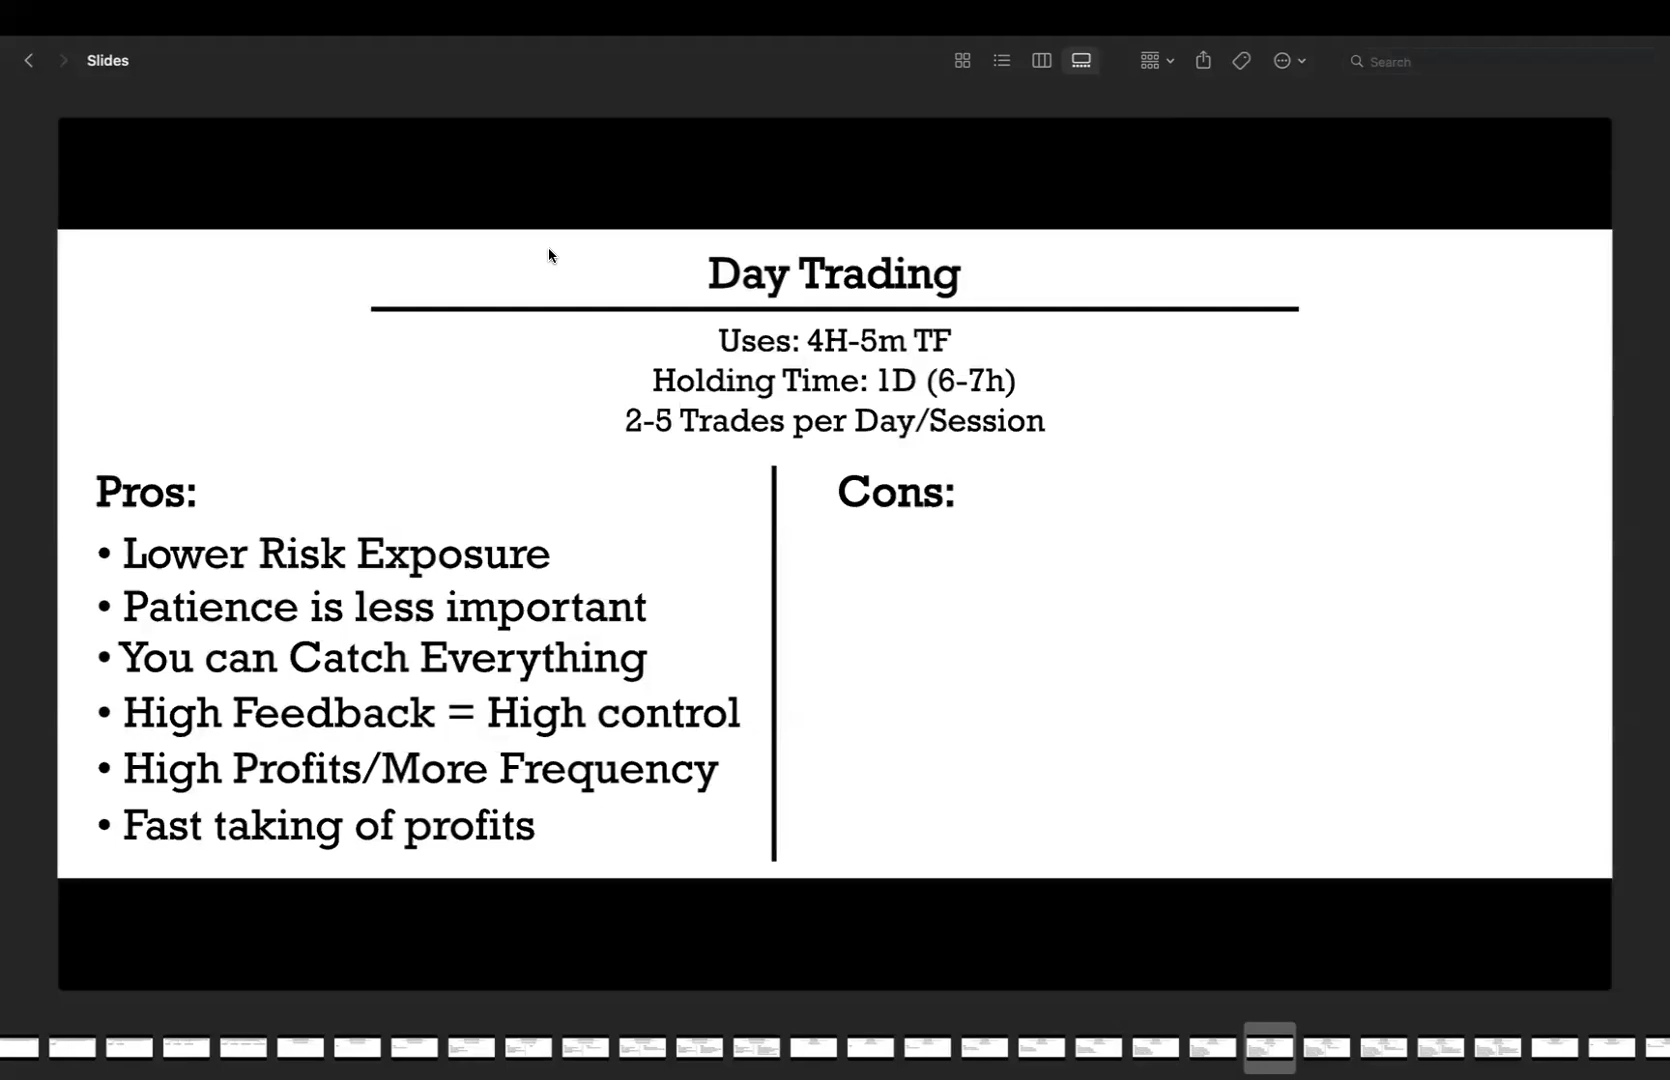 Slides
Search
Day Trading
Uses: 4H-5m TF
Holding Time: 1D (6-7h)
2-5 Trades per Day/Session
Pros:
• Lower Risk Exposure
• Patience is less important
• You can Catch Everything
• High Feedback = High control
• High Profits/More Frequency
• Fast taking of profits
Cons: